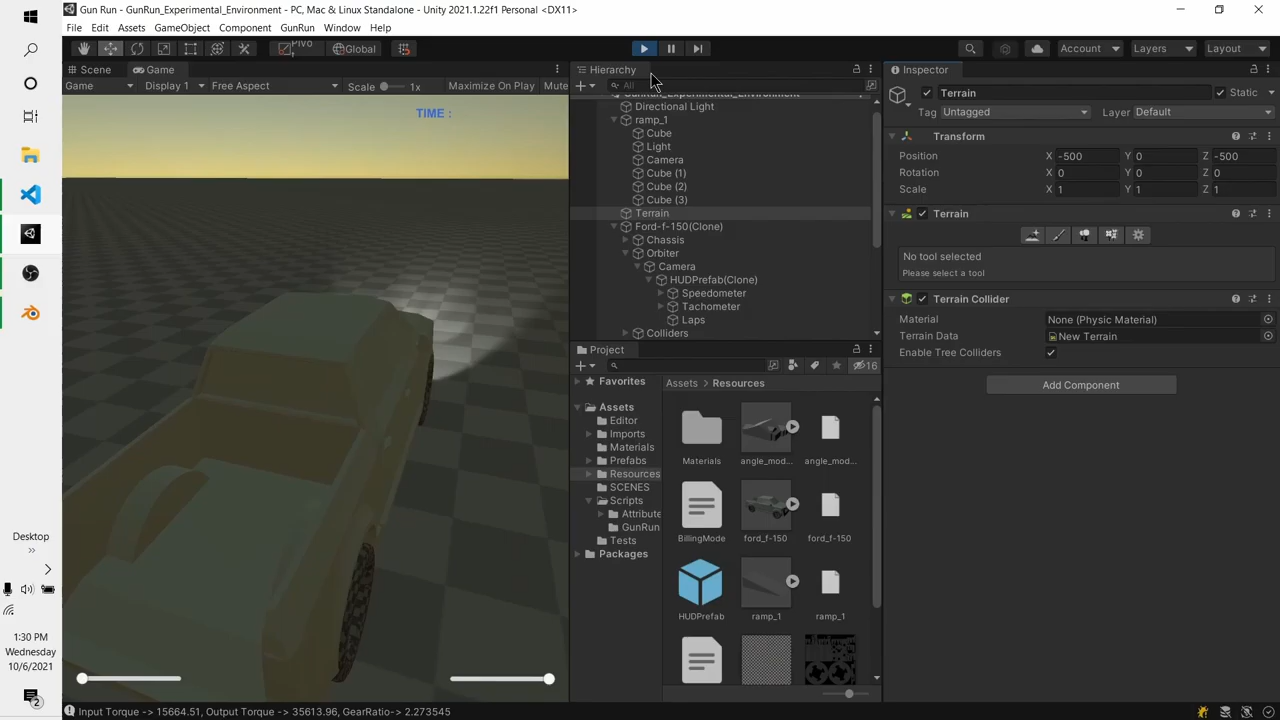 Gun Run - GunRun_Experimental_Environment - PC, Mac & Linux Standalone - Unity 2021.1.22f1 Personal <DX11>
File Edit Assets GameObject Component GunRun Window Help
Global Account Layers Layout
Scene Game
Game Display 1 Free Aspect Scale 1x Maximize On Play Mute
TIME :
Hierarchy
All
GunRun_Experimental_Environment
Directional Light
ramp_1
Cube
Light
Camera
Cube (1)
Cube (2)
Cube (3)
Terrain
Ford-f-150(Clone)
Chassis
Orbiter
Camera
HUDPrefab(Clone)
Speedometer
Tachometer
Laps
Colliders
Project
16
Favorites
Assets
Editor
Imports
Materials
Prefabs
Resources
SCENES
Scripts
Attribute
GunRun
Tests
Packages
Assets > Resources
Materials angle_mod... angle_mod...
BillingMode ford_f-150 ford_f-150
HUDPrefab ramp_1 ramp_1
Inspector
Terrain Static
Tag Untagged Layer Default
Transform
Position X -500 Y 0 Z -500
Rotation X 0 Y 0 Z 0
Scale X 1 Y 1 Z 1
Terrain
No tool selected
Please select a tool
Terrain Collider
Material None (Physic Material)
Terrain Data New Terrain
Enable Tree Colliders
Add Component
Desktop
1:30 PM
Wednesday
10/6/2021
2
Input Torque -> 15664.51, Output Torque -> 35613.96, GearRatio-> 2.273545